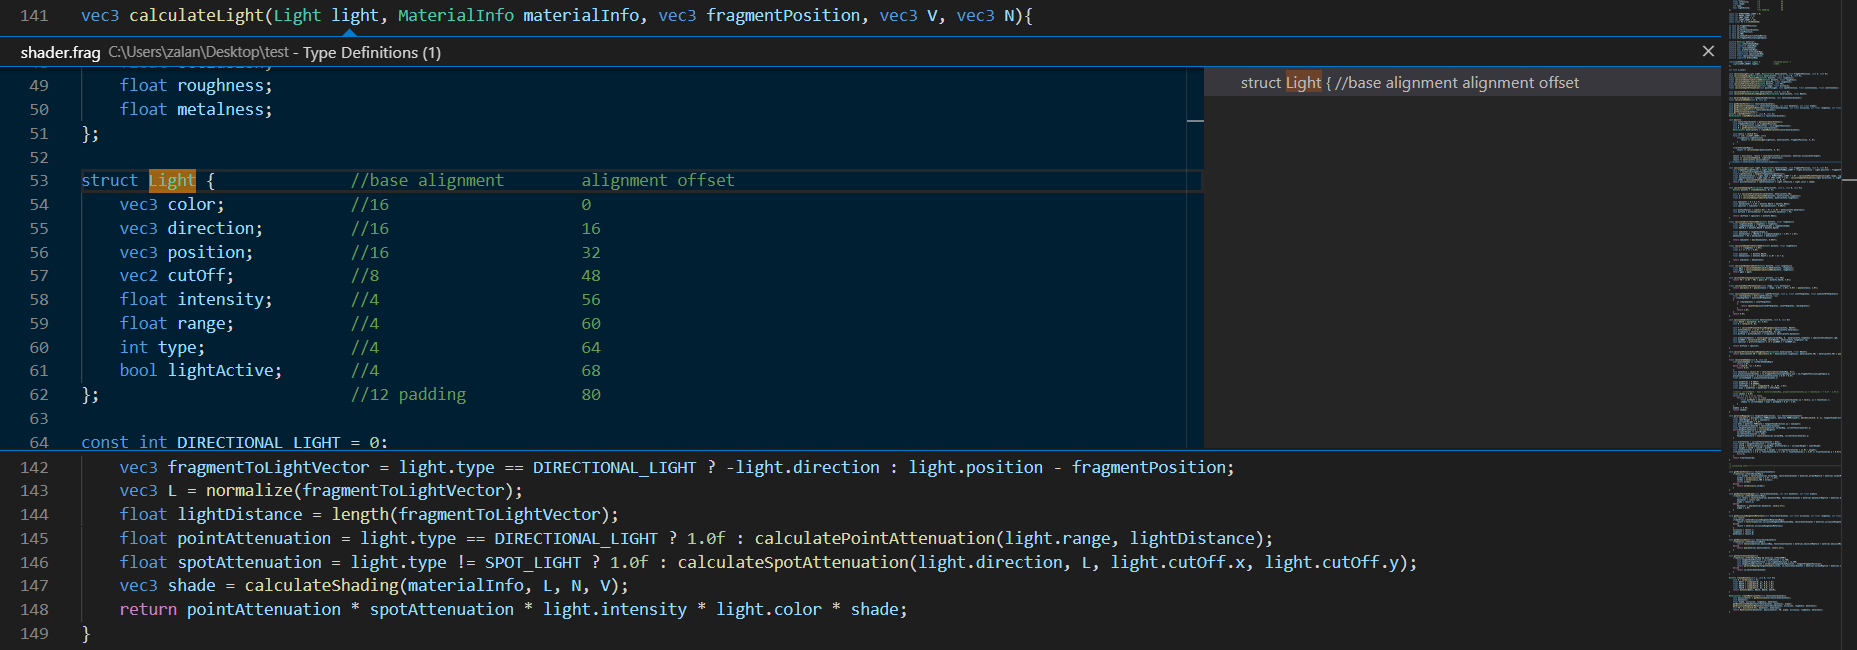 141 vec3 calculateLight(Light light, MaterialInfo materialInfo, vec3 fragmentPosition, vec3 V, vec3 N){
shader.frag C:\Users\zalan\Desktop\test - Type Definitions (1)
struct Light { //base alignment alignment offset
49 float roughness;
50 float metalness;
51 };
52
53 struct Light { //base alignment alignment offset
54 vec3 color; //16 0
55 vec3 direction; //16 16
56 vec3 position; //16 32
57 vec2 cutOff; //8 48
58 float intensity; //4 56
59 float range; //4 60
60 int type; //4 64
61 bool lightActive; //4 68
62 }; //12 padding 80
63
64 const int DIRECTIONAL_LIGHT = 0;
142 vec3 fragmentToLightVector = light.type == DIRECTIONAL_LIGHT ? -light.direction : light.position - fragmentPosition;
143 vec3 L = normalize(fragmentToLightVector);
144 float lightDistance = length(fragmentToLightVector);
145 float pointAttenuation = light.type == DIRECTIONAL_LIGHT ? 1.0f : calculatePointAttenuation(light.range, lightDistance);
146 float spotAttenuation = light.type != SPOT_LIGHT ? 1.0f : calculateSpotAttenuation(light.direction, L, light.cutOff.x, light.cutOff.y);
147 vec3 shade = calculateShading(materialInfo, L, N, V);
148 return pointAttenuation * spotAttenuation * light.intensity * light.color * shade;
149 }